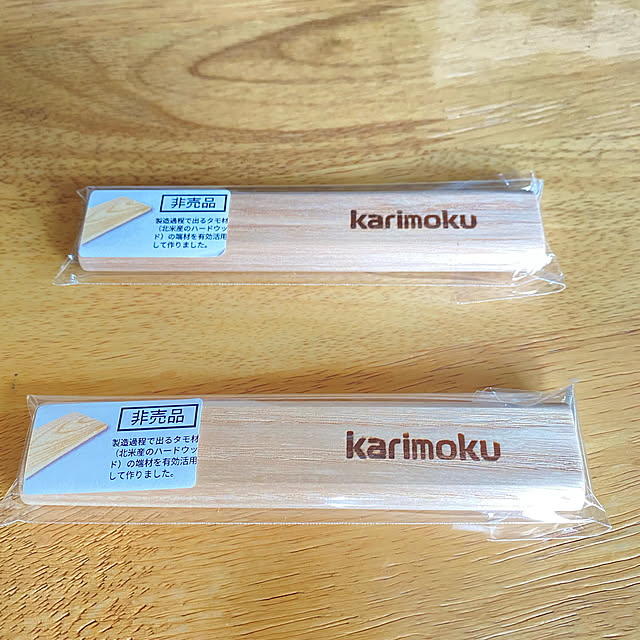 非売品
製造過程で出るタモ材
（北米産のハードウッ
ド）の端材を有効活用
して作りました。
karimoku
非売品
製造過程で出るタモ材
（北米産のハードウッ
ド）の端材を有効活用
して作りました。
karimoku